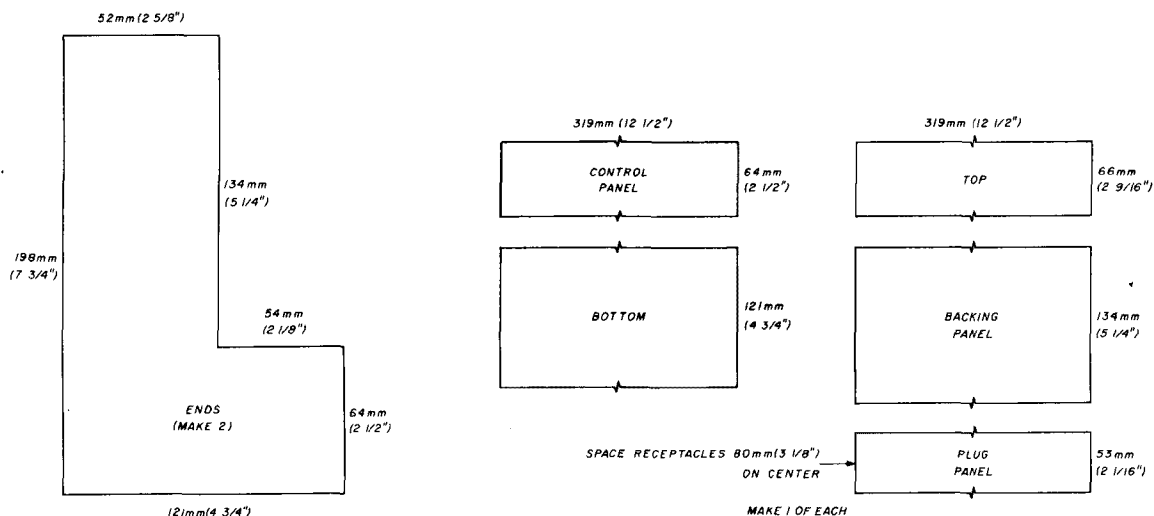 52mm (2 5/8")
134mm
(5 1/4")
198mm
(7 3/4")
54mm
(2 1/8")
ENDS
(MAKE 2)
64mm
(2 1/2")
121mm (4 3/4")
319mm (12 1/2")
CONTROL
PANEL
64mm
(2 1/2")
BOTTOM
121mm
(4 3/4")
319mm (12 1/2")
TOP
66mm
(2 9/16")
BACKING
PANEL
134mm
(5 1/4")
SPACE RECEPTACLES 80mm (3 1/8")
ON CENTER
PLUG
PANEL
53mm
(2 1/16")
MAKE 1 OF EACH